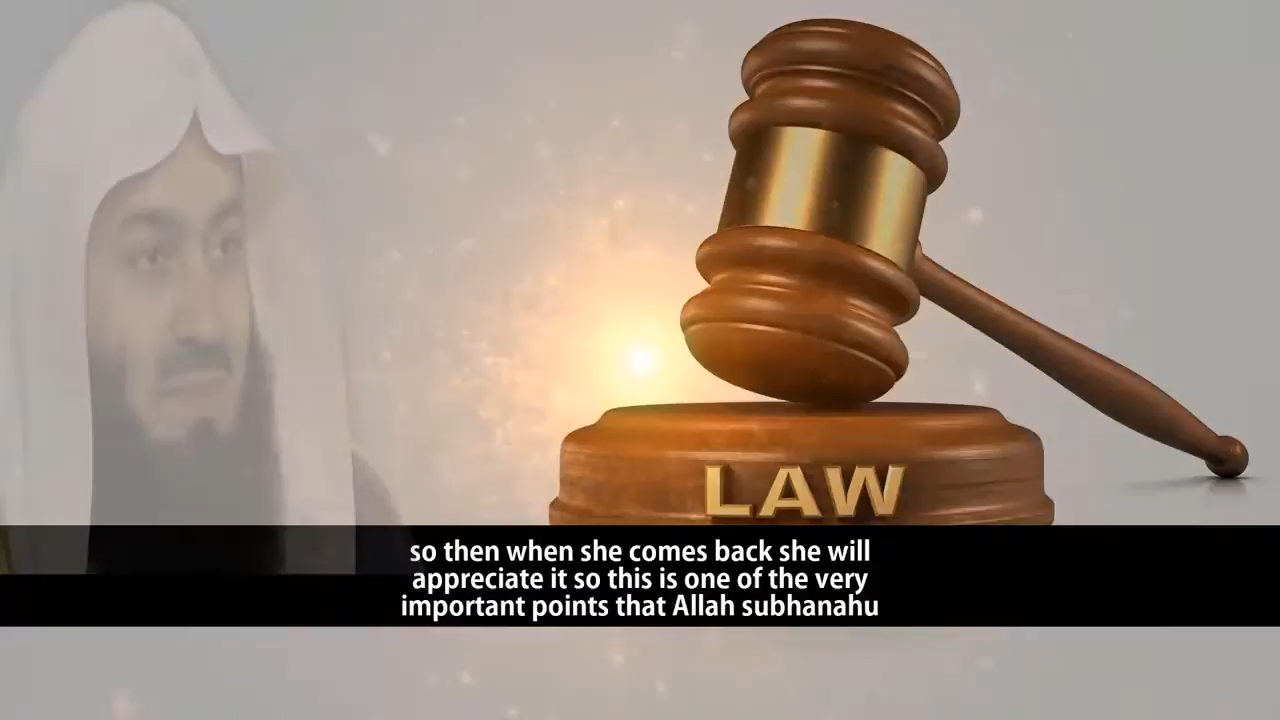 LAW
so then when she comes back she will
appreciate it so this is one of the very
important points that Allah subhanahu